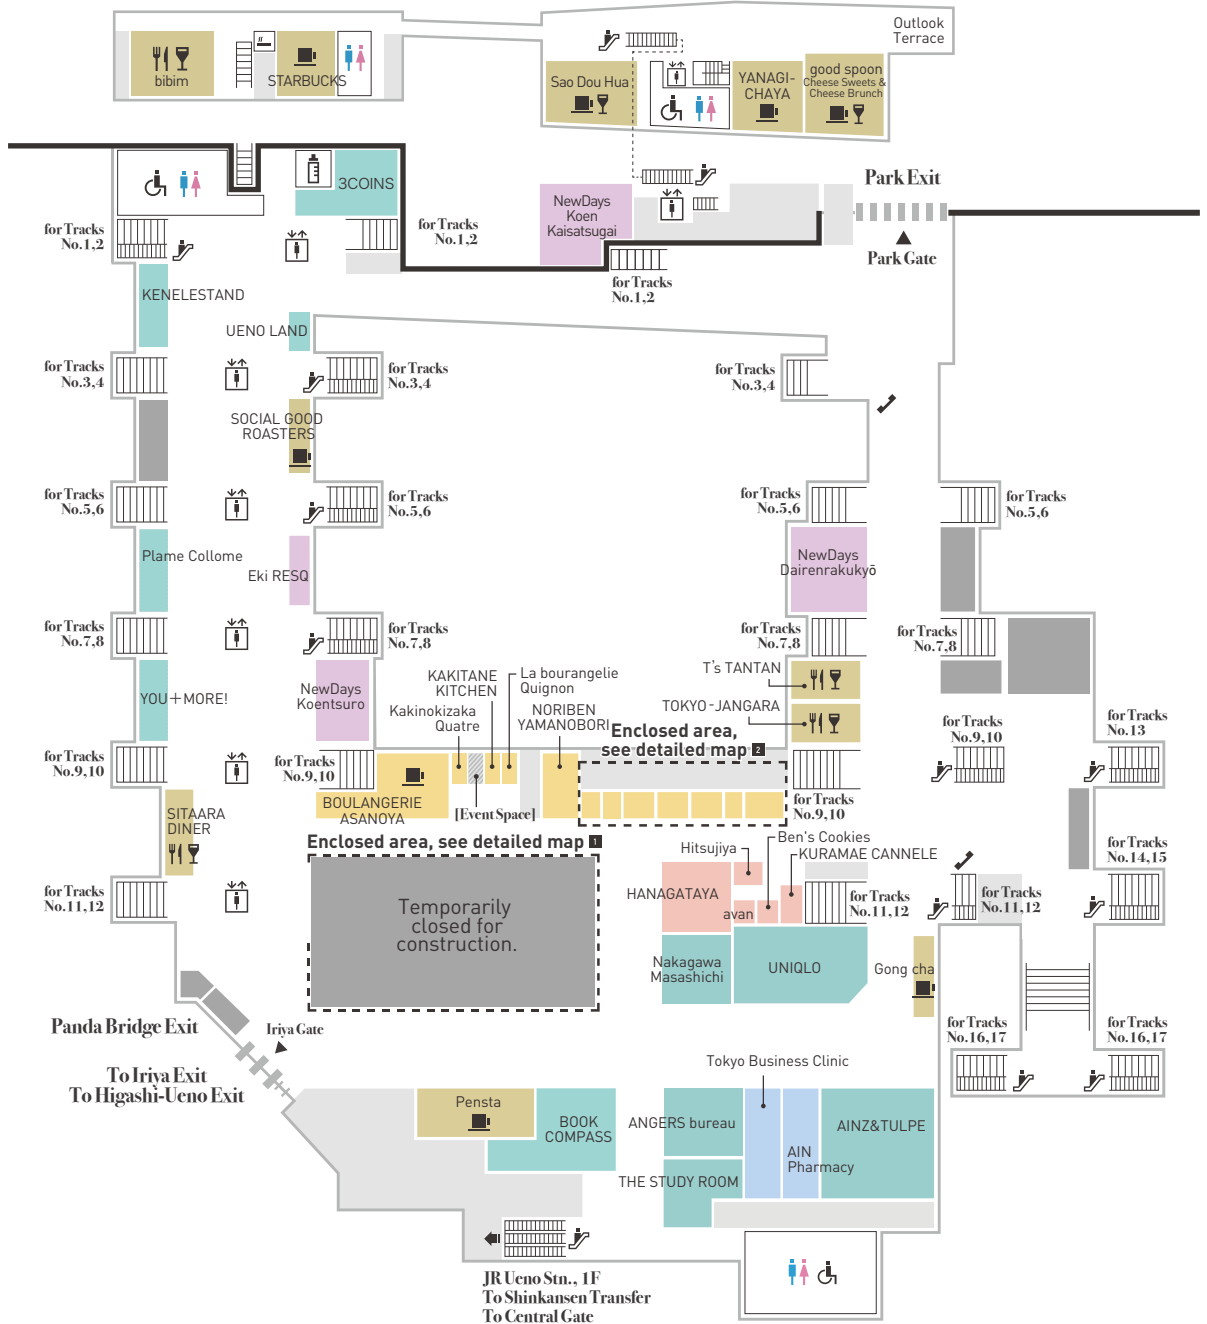 Outlook
Terrace
bibim
STARBUCKS
Sao Dou Hua
YANAGI-
CHAYA
good spoon
Cheese Sweets &
Cheese Brunch
3COINS
NewDays
Koen
Kaisatsugai
Park Exit
Park Gate
for Tracks
No.1,2
for Tracks
No.1,2
for Tracks
No.1,2
KENELESTAND
UENO LAND
for Tracks
No.3,4
for Tracks
No.3,4
for Tracks
No.3,4
SOCIAL GOOD
ROASTERS
for Tracks
No.5,6
for Tracks
No.5,6
for Tracks
No.5,6
for Tracks
No.5,6
Plame Collome
Eki RESQ
NewDays
Dairenrakukyō
for Tracks
No.7,8
for Tracks
No.7,8
for Tracks
No.7,8
for Tracks
No.7,8
YOU+MORE!
NewDays
Koentsuro
KAKITANE
KITCHEN
La bourangelie
Quignon
Kakinokizaka
Quatre
NORIBEN
YAMANOBORI
T's TANTAN
TOKYO-JANGARA
Enclosed area,
see detailed map 2
for Tracks
No.9,10
for Tracks
No.9,10
for Tracks
No.9,10
for Tracks
No.9,10
for Tracks
No.13
BOULANGERIE
ASANOYA
[Event Space]
SITAARA
DINER
Enclosed area, see detailed map 1
Temporarily
closed for
construction.
Ben's Cookies
Hitsujiya
KURAMAE CANNELE
HANAGATAYA
avan
for Tracks
No.14,15
for Tracks
No.11,12
for Tracks
No.11,12
for Tracks
No.11,12
Nakagawa
Masashichi
UNIQLO
Gong cha
Panda Bridge Exit
Iriya Gate
To Iriya Exit
To Higashi-Ueno Exit
for Tracks
No.16,17
for Tracks
No.16,17
Tokyo Business Clinic
Pensta
BOOK
COMPASS
ANGERS bureau
AINZ&TULPE
AIN
Pharmacy
THE STUDY ROOM
JR Ueno Stn., 1F
To Shinkansen Transfer
To Central Gate